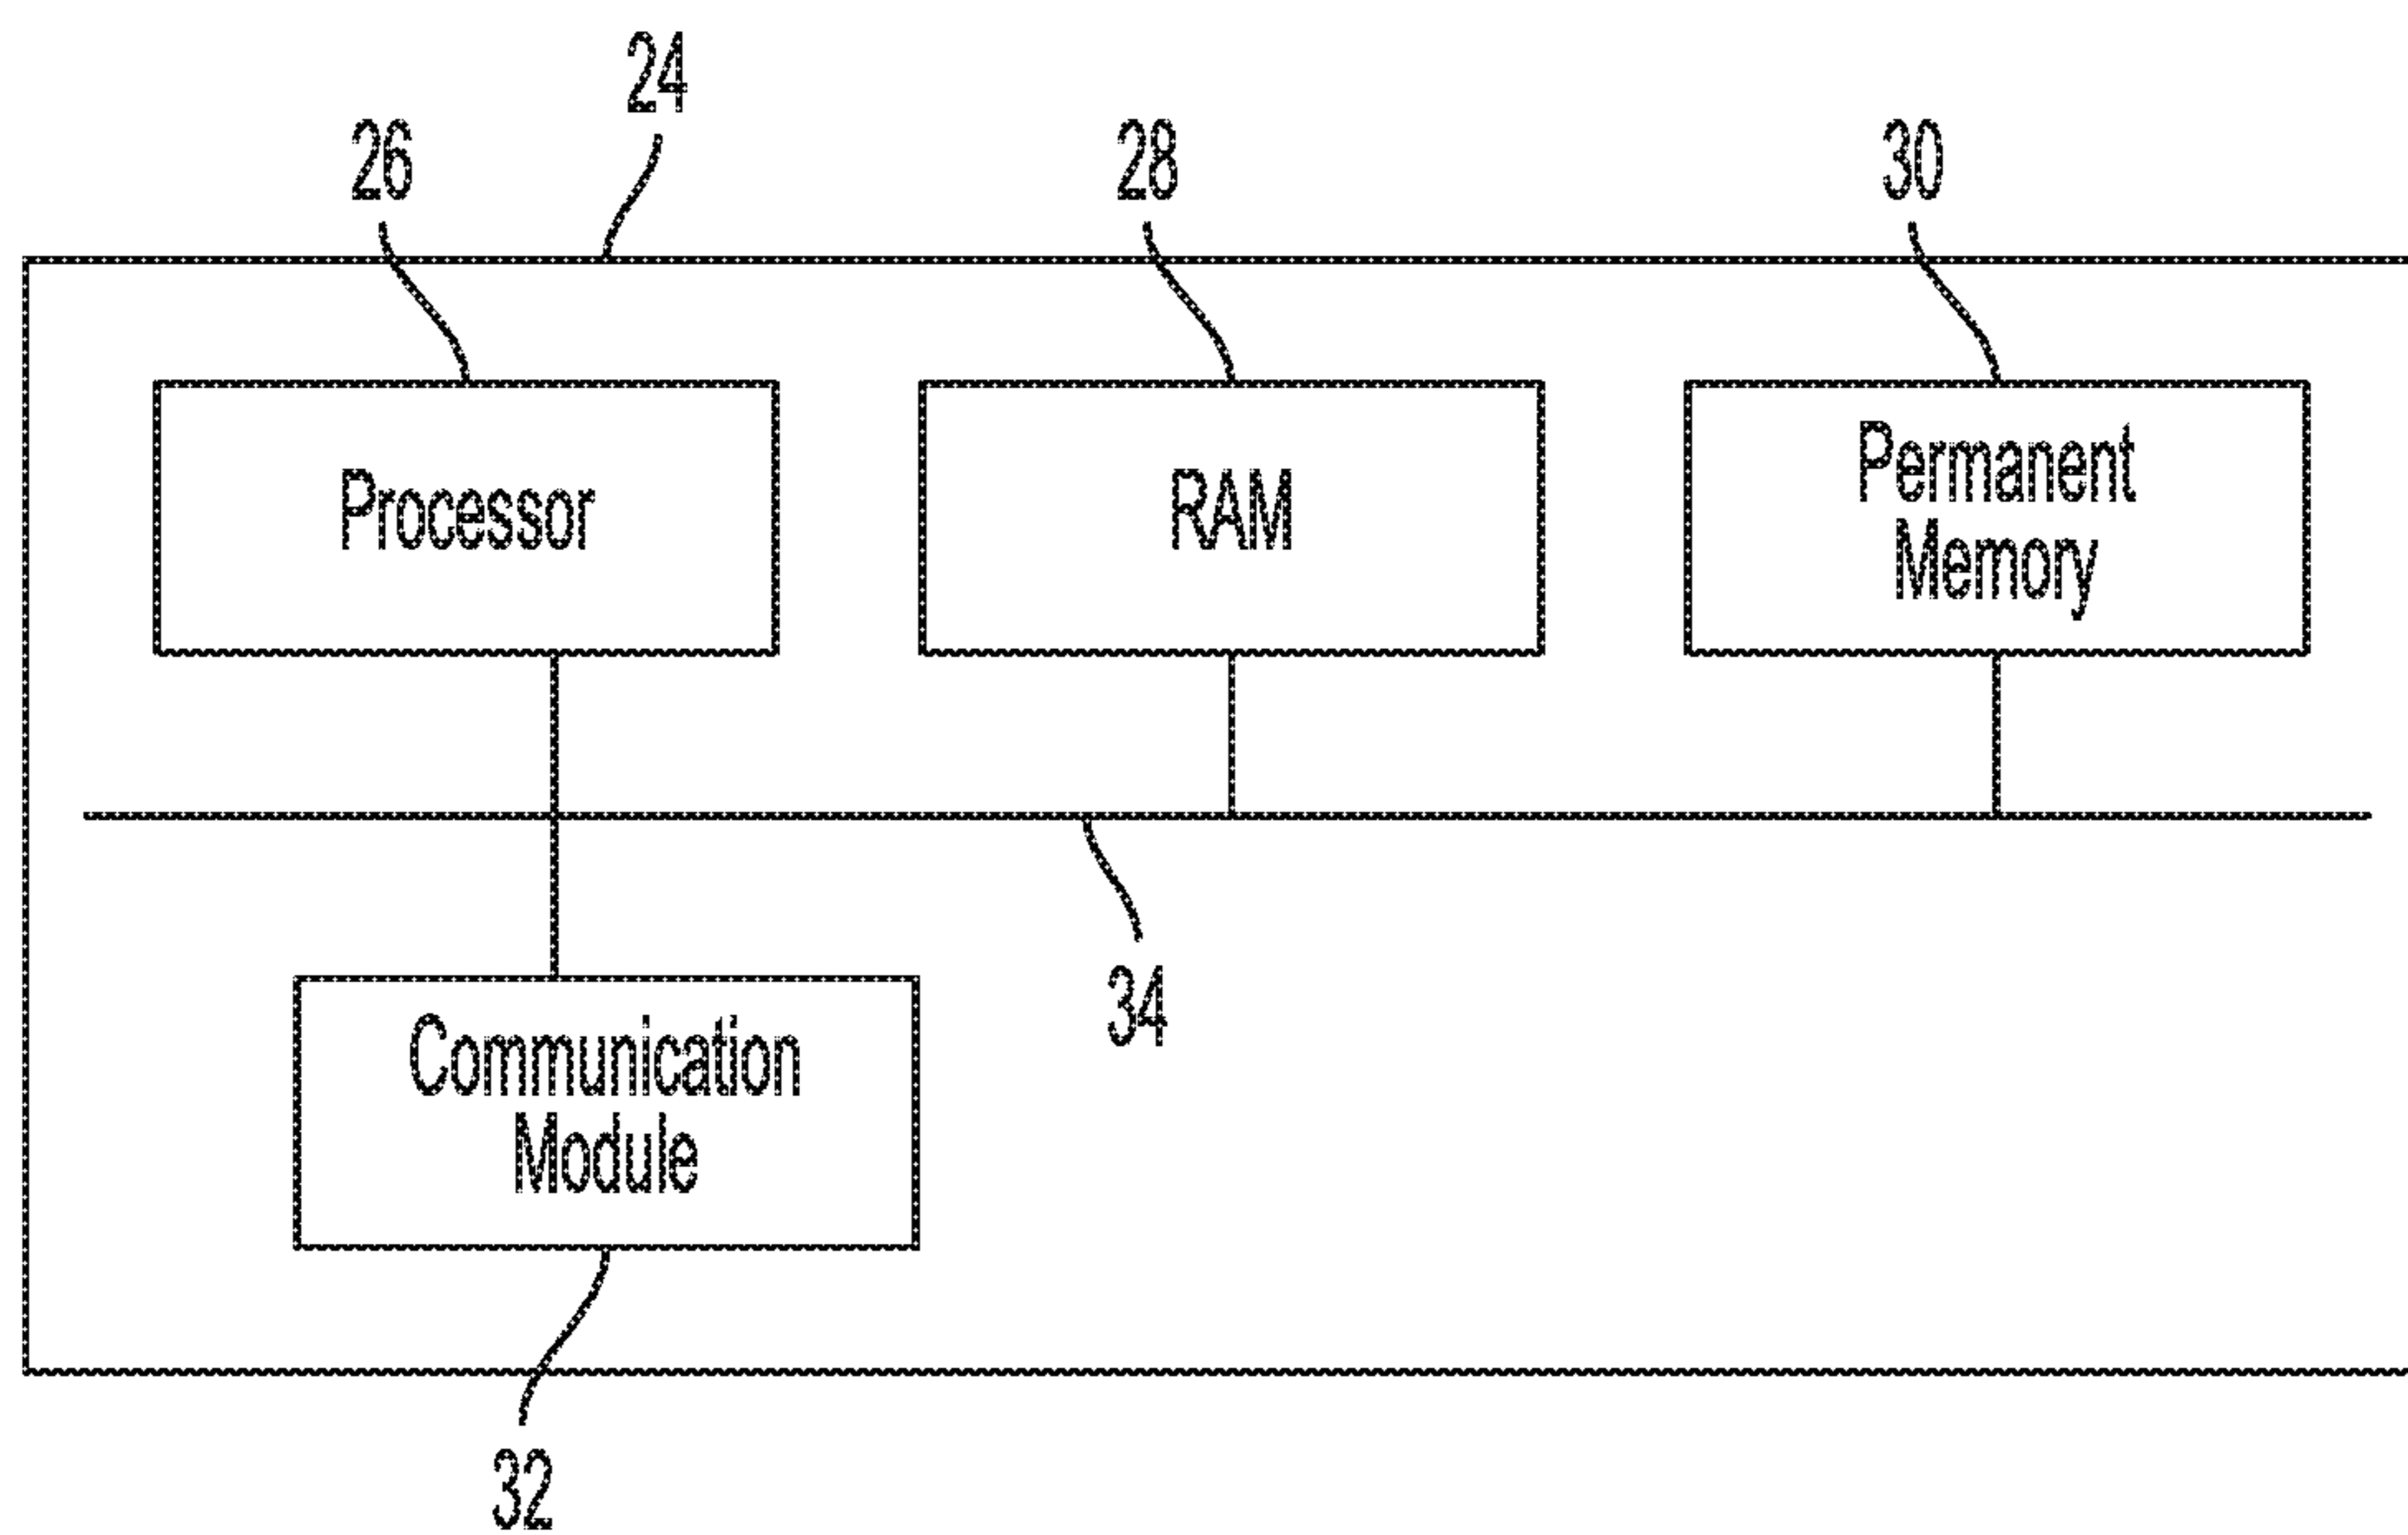 24
26
28
30
Processor
RAM
Permanent
Memory
34
Communication
Module
32